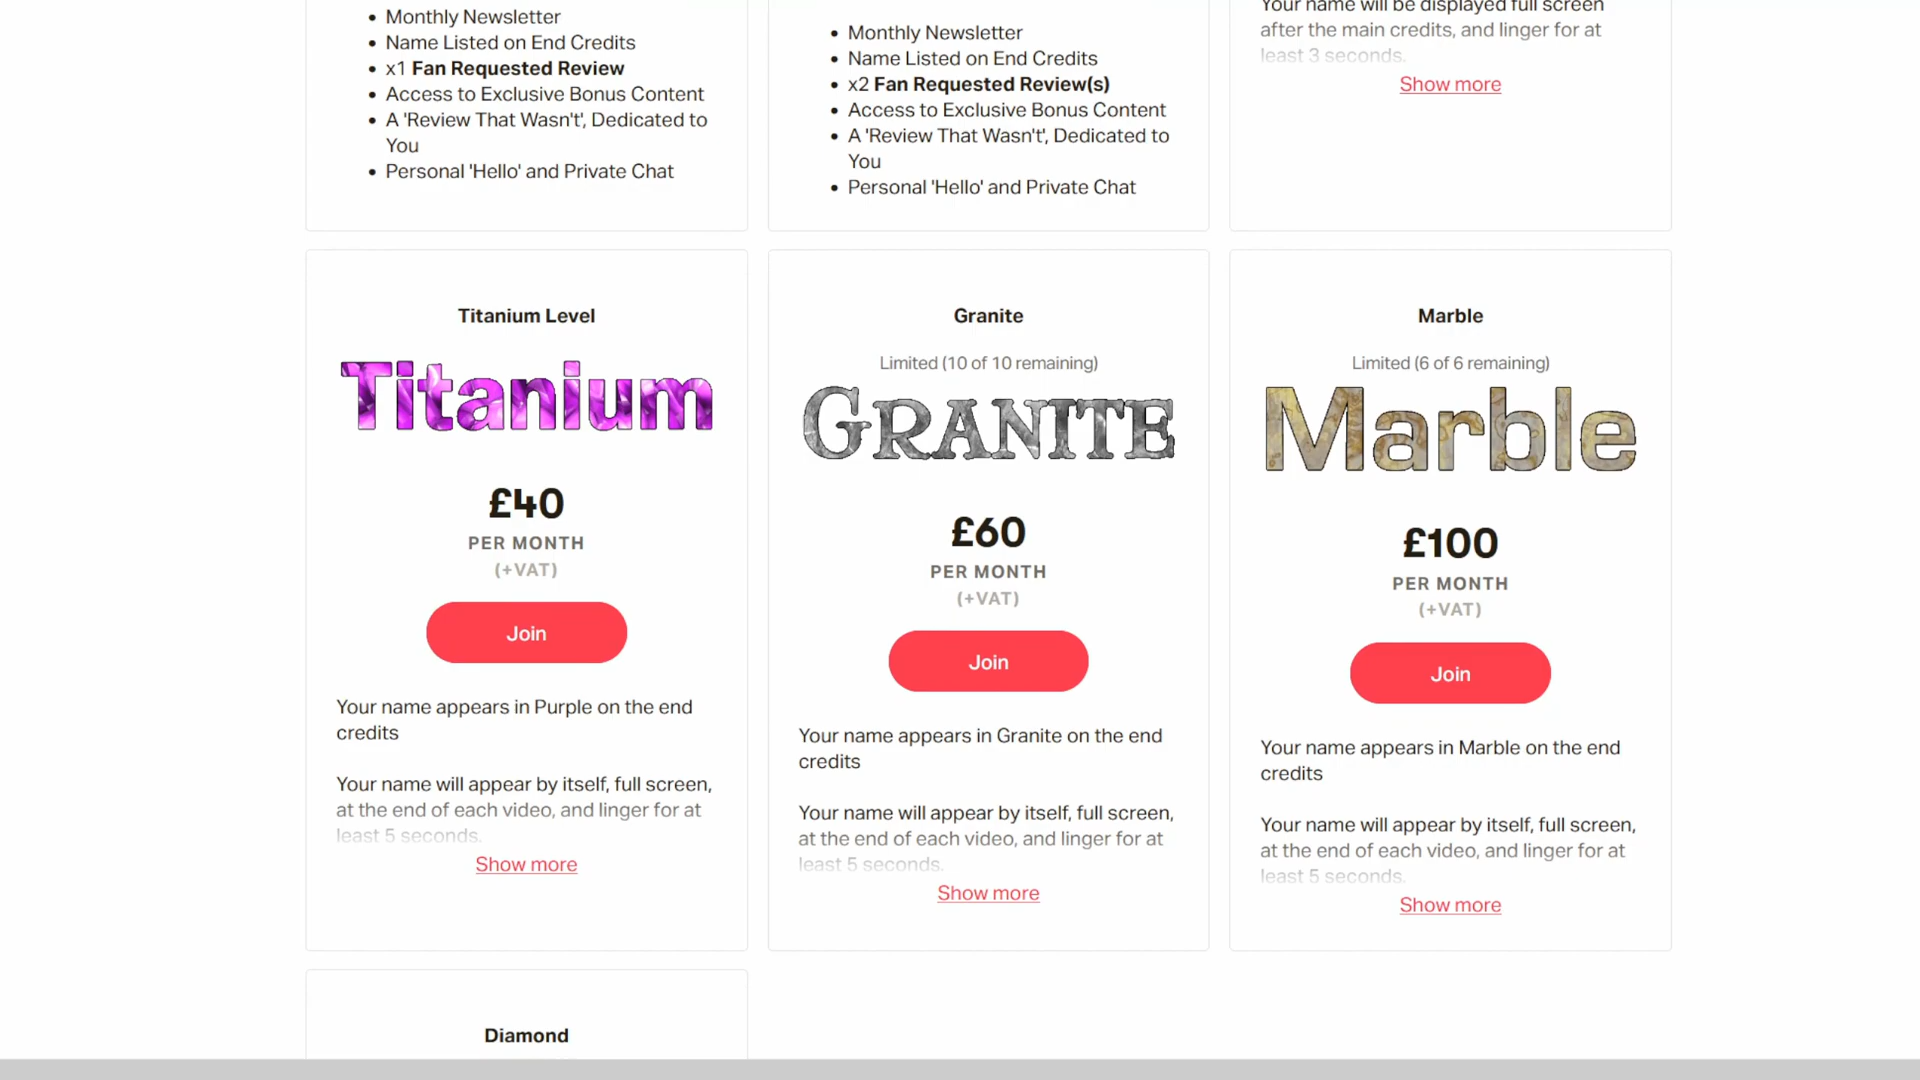 Monthly Newsletter
Name Listed on End Credits
x1 Fan Requested Review
Access to Exclusive Bonus Content
A 'Review That Wasn't', Dedicated to
You
Personal 'Hello' and Private Chat
Monthly Newsletter
Name Listed on End Credits
x2 Fan Requested Review(s)
Access to Exclusive Bonus Content
A 'Review That Wasn't', Dedicated to
You
Personal 'Hello' and Private Chat
Your name will be displayed full screen
after the main credits, and linger for at
least 3 seconds.
Show more
Titanium Level
Titanium
£40
PER MONTH
(+VAT)
Join
Your name appears in Purple on the end
credits
Your name will appear by itself, full screen,
at the end of each video, and linger for at
least 5 seconds.
Show more
Granite
Limited (10 of 10 remaining)
GRANITE
£60
PER MONTH
(+VAT)
Join
Your name appears in Granite on the end
credits
Your name will appear by itself, full screen,
at the end of each video, and linger for at
least 5 seconds.
Show more
Marble
Limited (6 of 6 remaining)
Marble
£100
PER MONTH
(+VAT)
Join
Your name appears in Marble on the end
credits
Your name will appear by itself, full screen,
at the end of each video, and linger for at
least 5 seconds.
Show more
Diamond